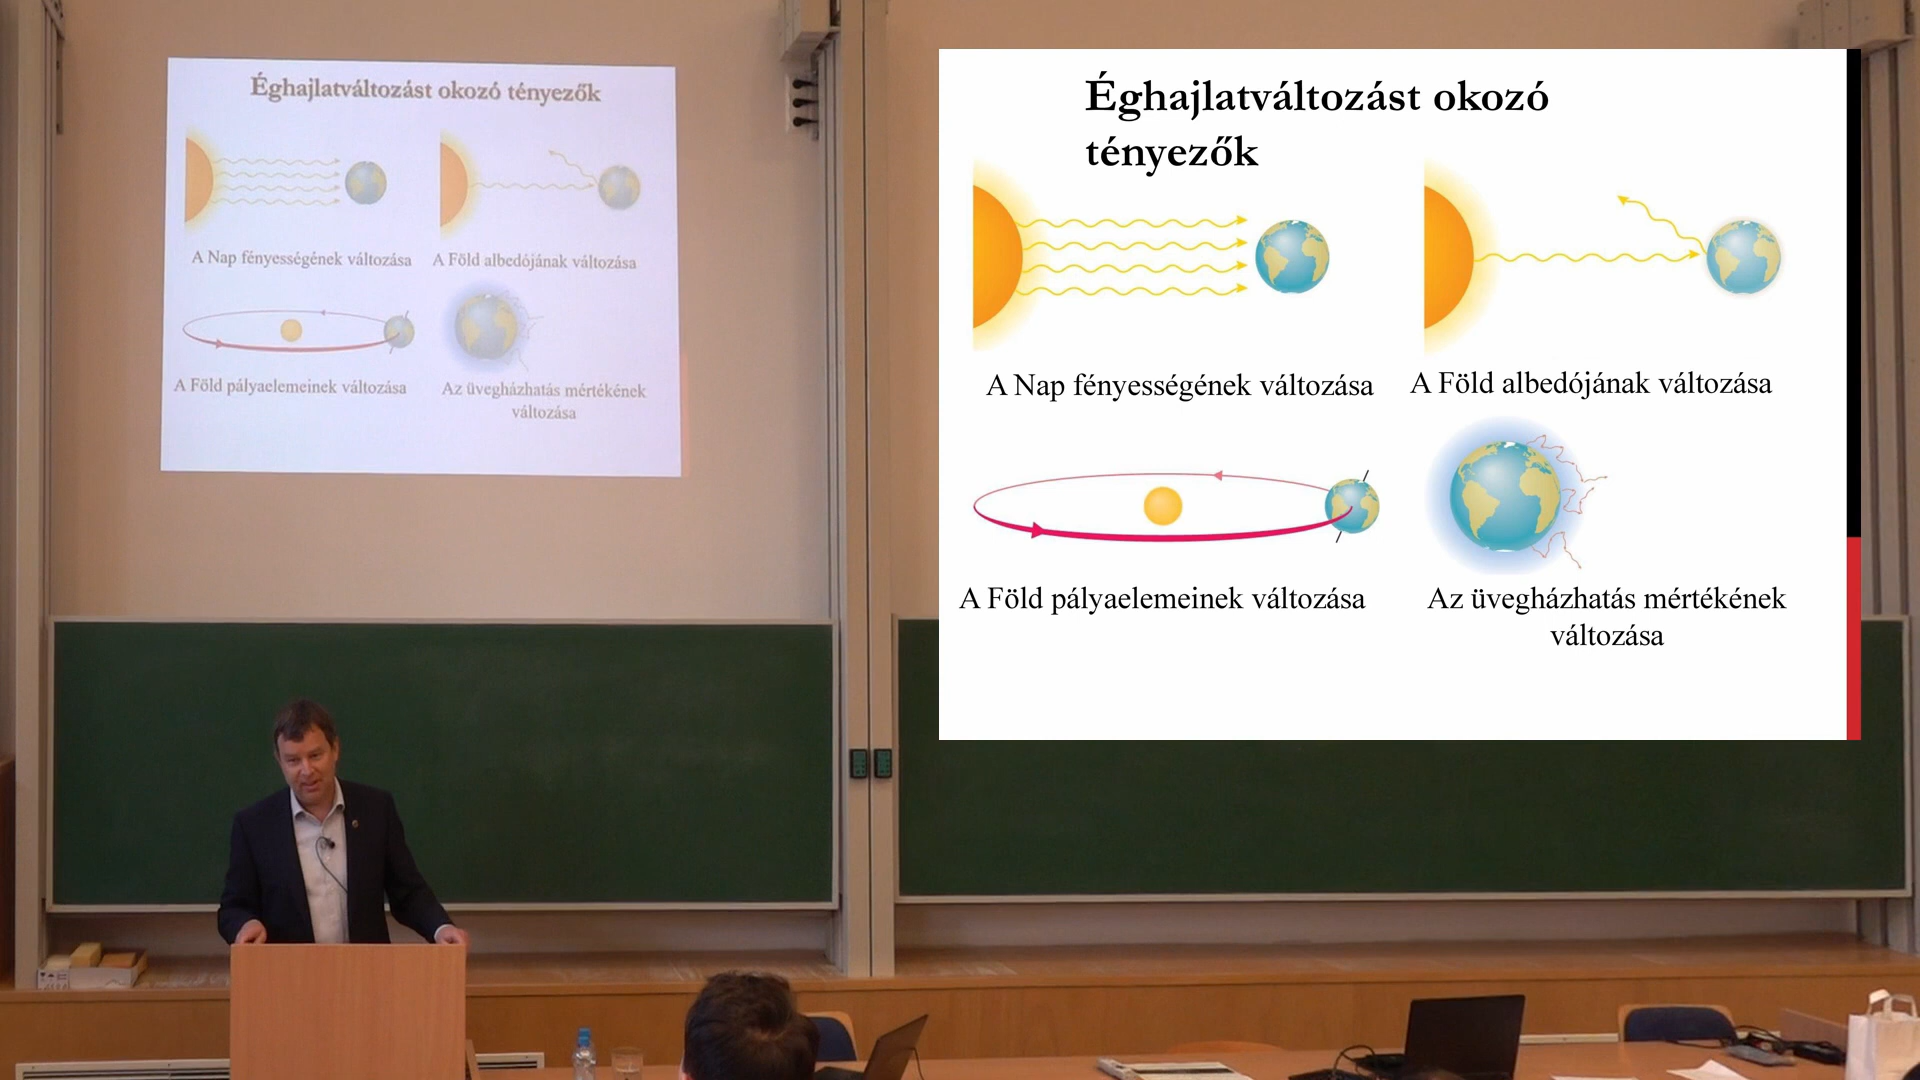 Éghajlatváltozást okozó tényezők
A Nap fényességének változása
A Föld albedójának változása
A Föld pályaelemeinek változása
Az üvegházhatás mértékének
változása
Éghajlatváltozást okozó
tényezők
A Nap fényességének változása
A Föld albedójának változása
A Föld pályaelemeinek változása
Az üvegházhatás mértékének
változása